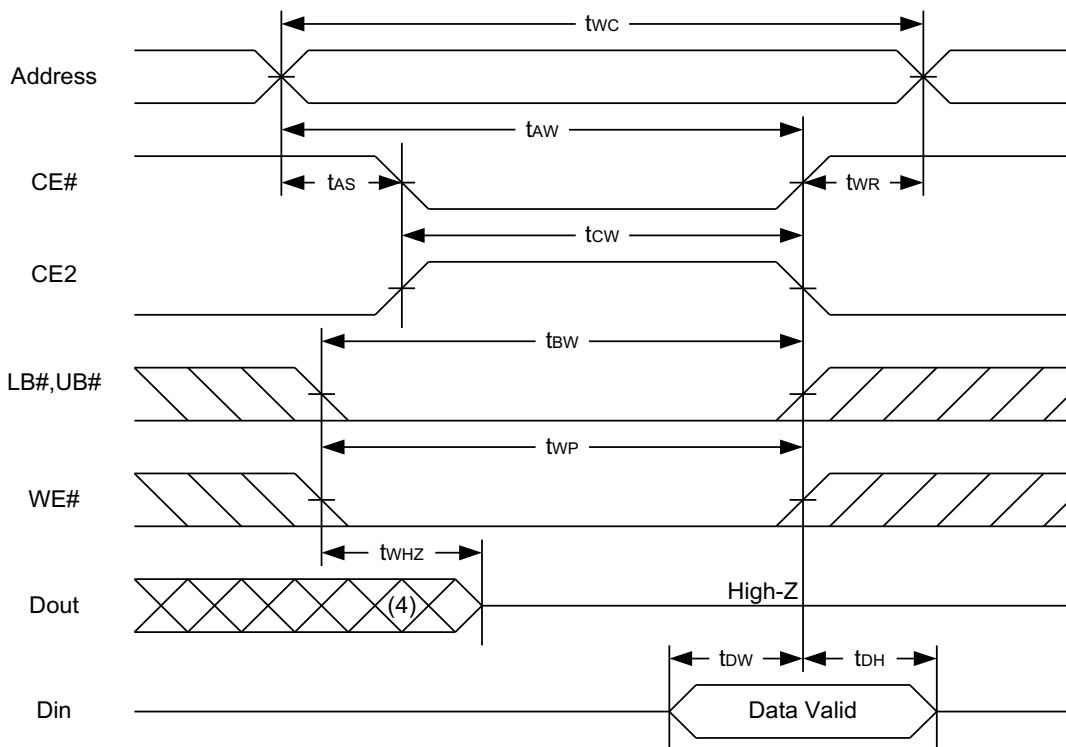 tWC
Address
tAW
CE#
tAS
tWR
tCW
CE2
tBW
LB#,UB#
tWP
WE#
tWHZ
Dout
(4)
High-Z
tDW
tDH
Din
Data Valid